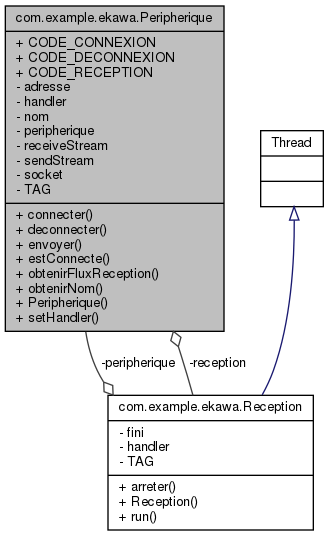 com.example.ekawa.Peripherique
+ CODE_CONNEXION
+ CODE_DECONNEXION
+ CODE_RECEPTION
- adresse
- handler
- nom
- peripherique
- receiveStream
- sendStream
- socket
- TAG
+ connecter()
+ deconnecter()
+ envoyer()
+ estConnecte()
+ obtenirFluxReception()
+ obtenirNom()
+ Peripherique()
+ setHandler()
Thread
-peripherique
-reception
com.example.ekawa.Reception
- fini
- handler
- TAG
+ arreter()
+ Reception()
+ run()